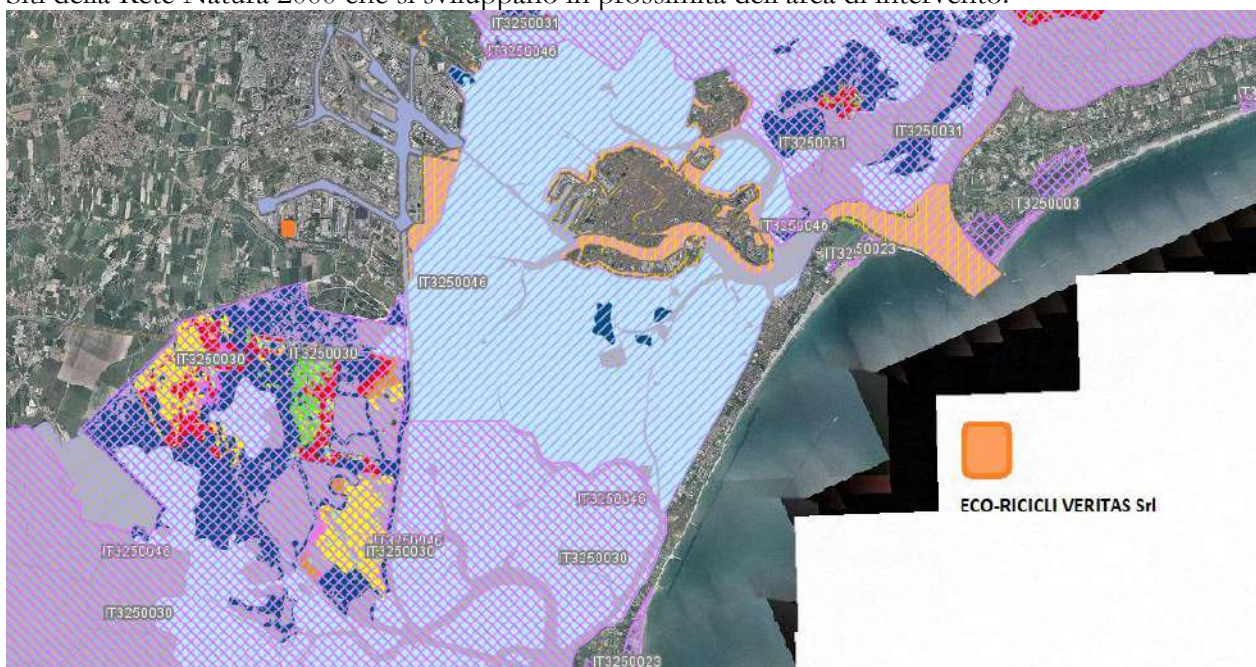 Siti della Rete Natura 2000 che si sviluppano in prossimità dell'area di intervento.
IT3250031
IT3250046
IT3250031
IT3250031
IT3250003
IT3250046
IT3250023
IT3250046
IT3250030
IT3250030
IT3250046
IT3250046
IT3250046
IT3250030
IT3250030
IT3250030
IT3250023
ECO-RICICLI VERITAS Srl